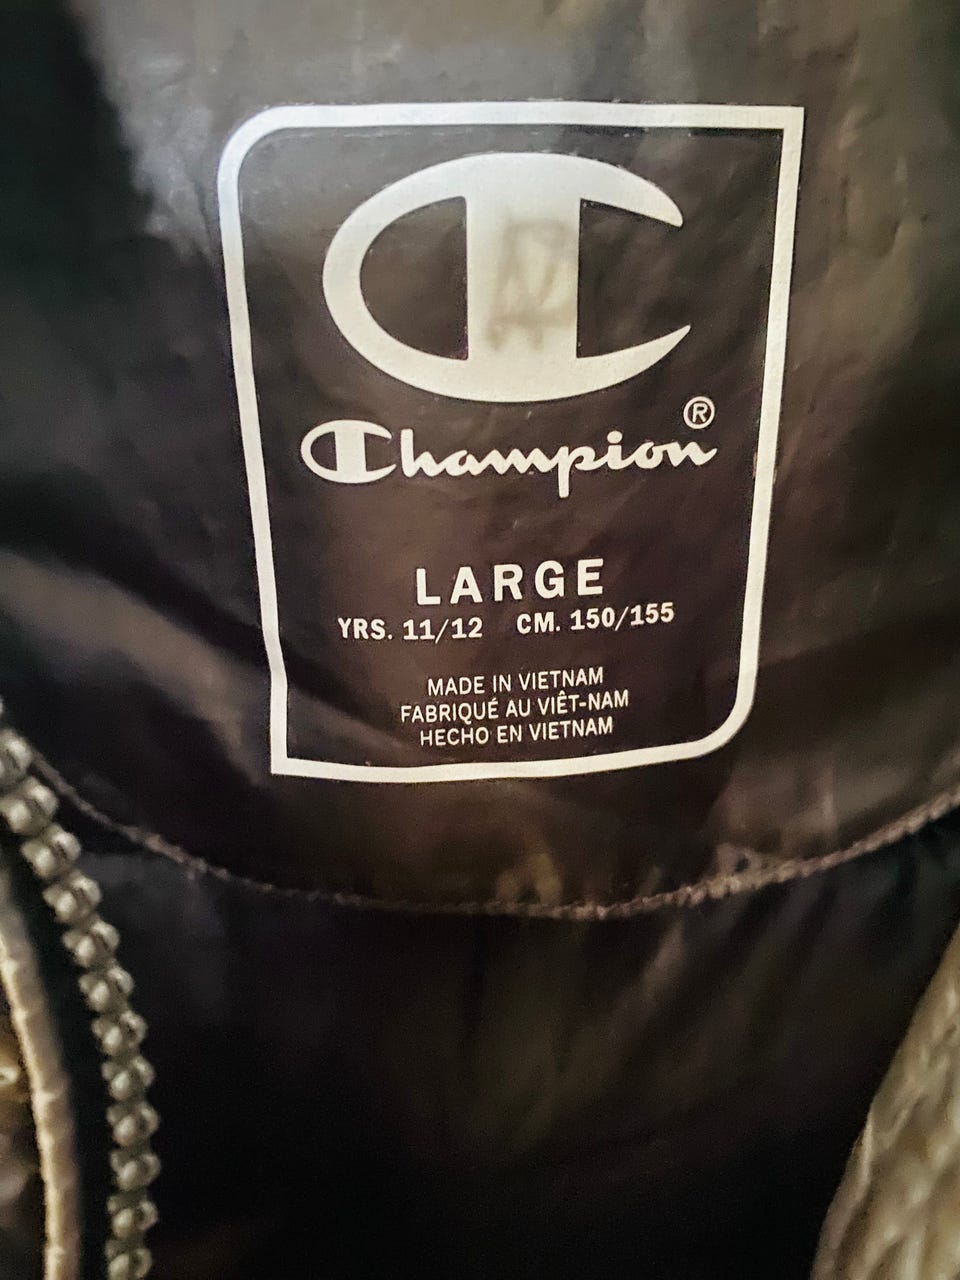 Champion®
LARGE
YRS. 11/12 CM. 150/155
MADE IN VIETNAM
FABRIQUÉ AU VIÊT-NAM
HECHO EN VIETNAM